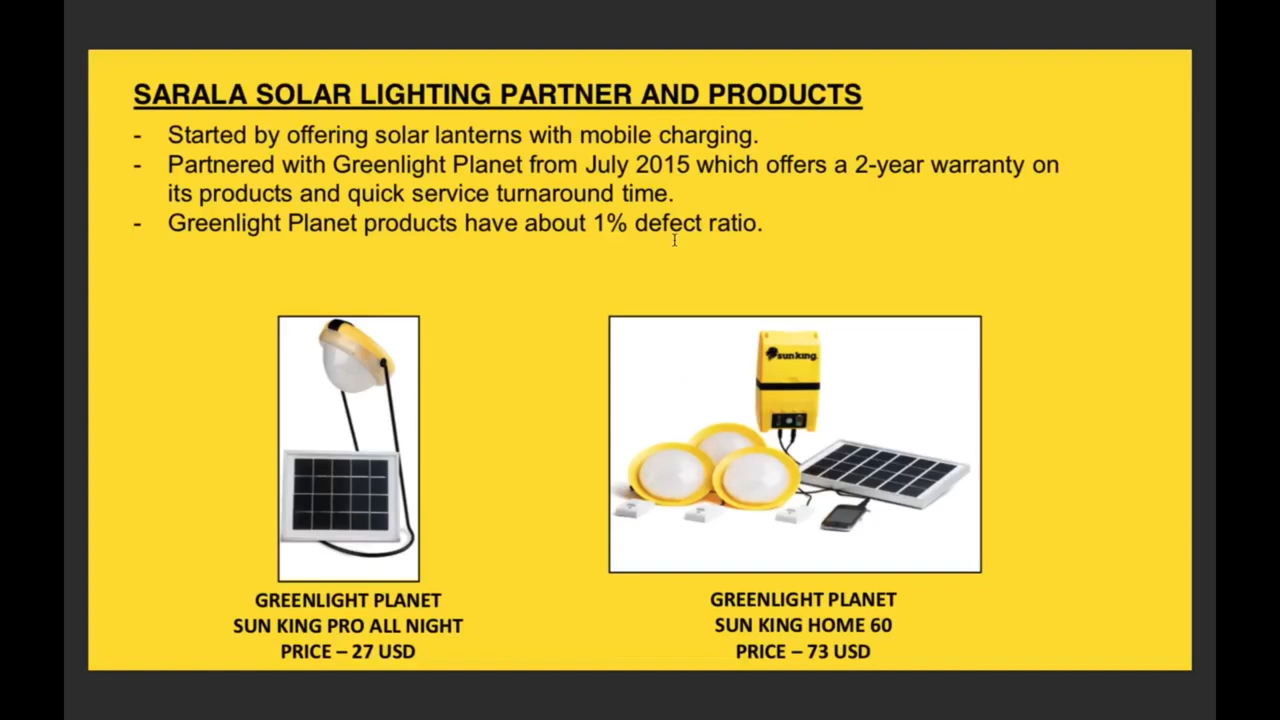 SARALA SOLAR LIGHTING PARTNER AND PRODUCTS
- Started by offering solar lanterns with mobile charging.
- Partnered with Greenlight Planet from July 2015 which offers a 2-year warranty on
its products and quick service turnaround time.
- Greenlight Planet products have about 1% defect ratio.
sun king.
GREENLIGHT PLANET
SUN KING PRO ALL NIGHT
PRICE – 27 USD
GREENLIGHT PLANET
SUN KING HOME 60
PRICE – 73 USD